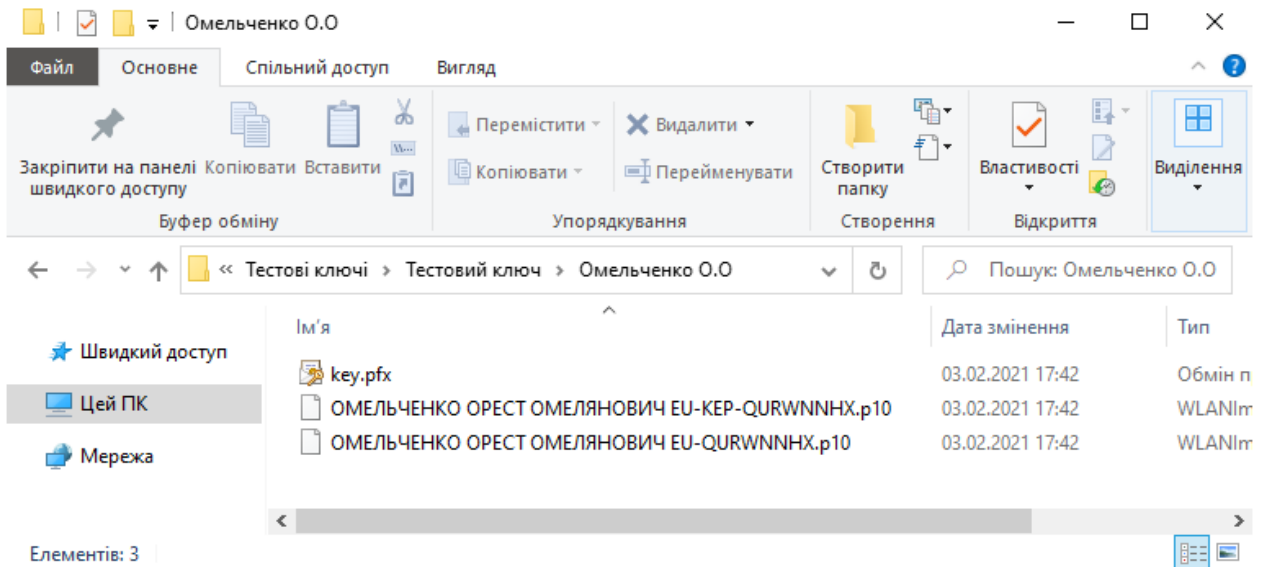 Омельченко О.О
Файл Основне Спільний доступ Вигляд
Закріпити на панелі швидкого доступу
Копіювати
Вставити
Буфер обміну
Перемістити
Копіювати
Видалити
Перейменувати
Упорядкування
Створити папку
Створення
Властивості
Відкриття
Виділення
« Тестові ключі › Тестовий ключ › Омельченко О.О
Пошук: Омельченко О.О
Швидкий доступ
Цей ПК
Мережа
Ім’я Дата змінення Тип
key.pfx 03.02.2021 17:42 Обмін п
ОМЕЛЬЧЕНКО ОРЕСТ ОМЕЛЯНОВИЧ EU-KEP-QURWNNHX.p10 03.02.2021 17:42 WLANIm
ОМЕЛЬЧЕНКО ОРЕСТ ОМЕЛЯНОВИЧ EU-QURWNNHX.p10 03.02.2021 17:42 WLANIm
Елементів: 3